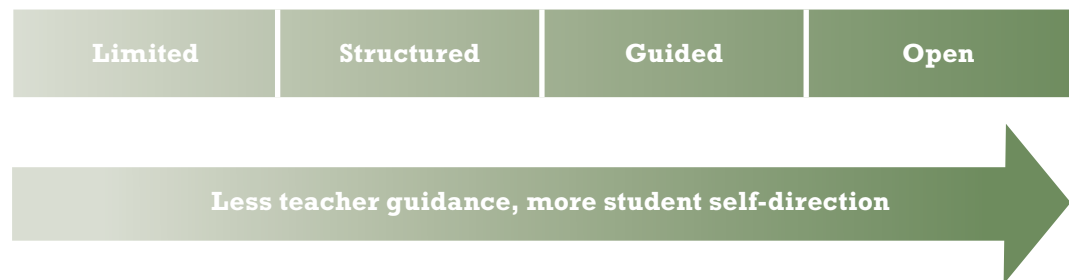 Limited Structured Guided Open
Less teacher guidance, more student self-direction